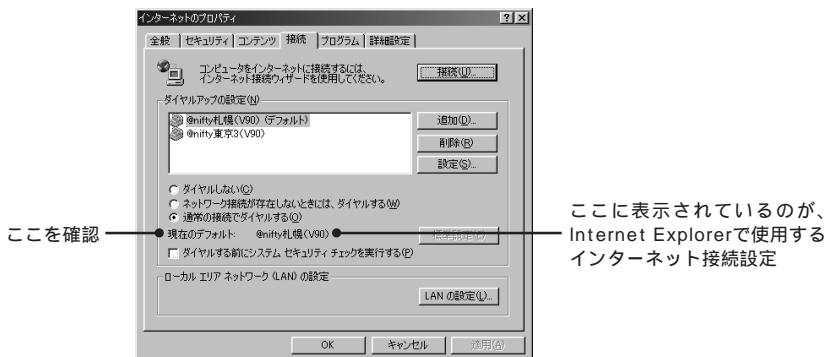 インターネットのプロパティ
全般 セキュリティ コンテンツ 接続 プログラム 詳細設定
コンピュータをインターネットに接続するには、
インターネット接続ウィザードを使用してください。
接続(U)...
ダイヤルアップの設定(N)
@nifty札幌(V90) (デフォルト)
@nifty東京3(V90)
追加(D)...
削除(R)
設定(S)...
ダイヤルしない(C)
ネットワーク接続が存在しないときには、ダイヤルする(W)
通常の接続でダイヤルする(O)
現在のデフォルト: @nifty札幌(V90)
ダイヤルする前にシステム セキュリティ チェックを実行する(P)
ローカル エリア ネットワーク (LAN) の設定
LAN の設定(L)...
OK キャンセル 適用(A)
ここを確認
ここに表示されているのが、
Internet Explorerで使用する
インターネット接続設定